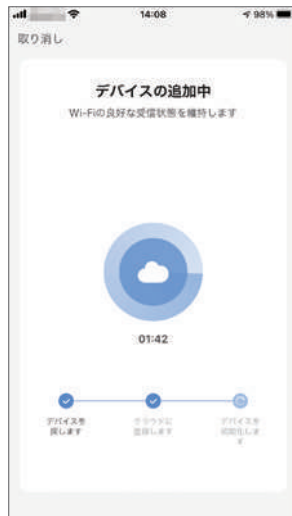 14:08
98%
取り消し
デバイスの追加中
Wi-Fiの良好な受信状態を維持します
01:42
デバイスを
探します
クラウドに
登録します
デバイスを
初期化しま
す